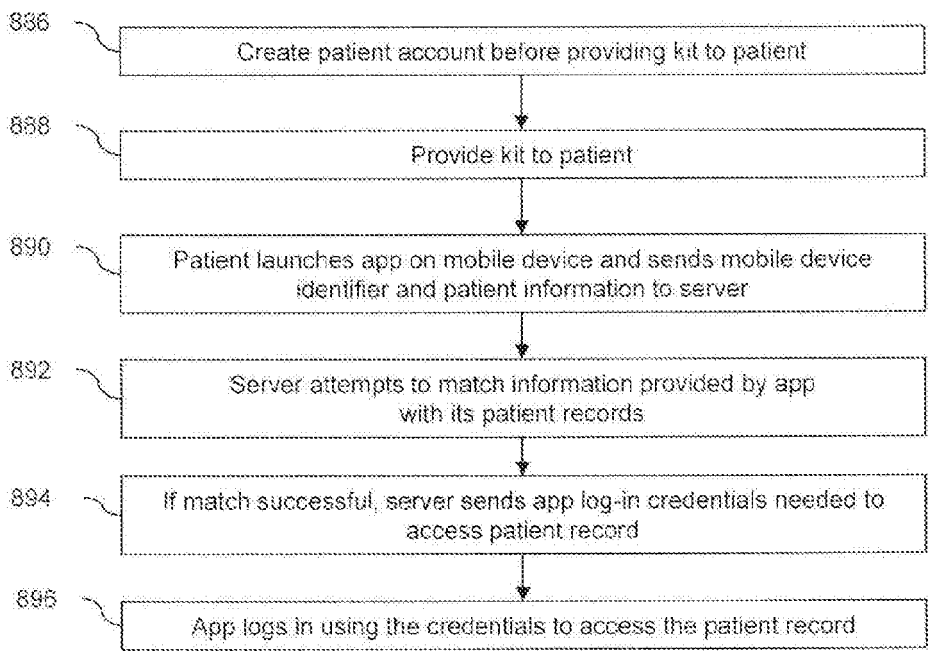 886
Create patient account before providing kit to patient
888
Provide kit to patient
890
Patient launches app on mobile device and sends mobile device
identifier and patient information to server
892
Server attempts to match information provided by app
with its patient records
894
If match successful, server sends app log-in credentials needed to
access patient record
896
App logs in using the credentials to access the patient record